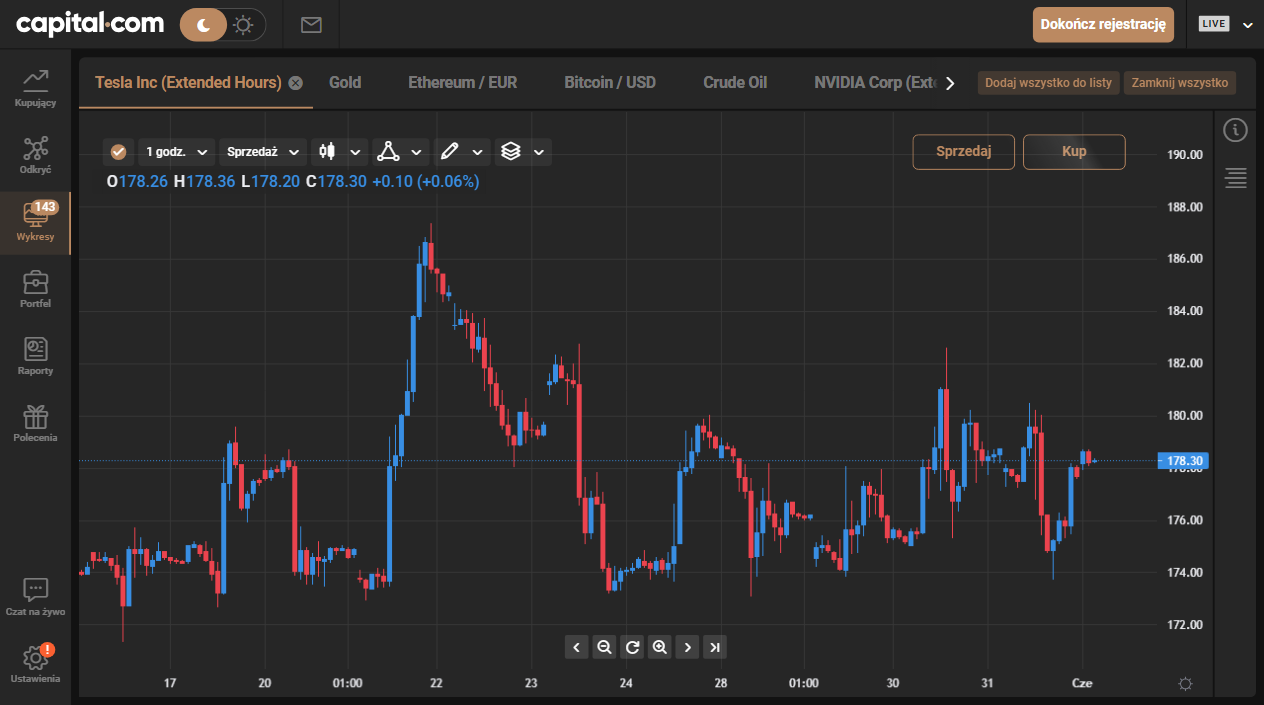 capital.com
Dokończ rejestrację
LIVE
Kupujący
Odkryć
143
Wykresy
Portfel
Raporty
Polecenia
Czat na żywo
!
Ustawienia
Tesla Inc (Extended Hours) Gold Ethereum / EUR Bitcoin / USD Crude Oil NVIDIA Corp (Exte
Dodaj wszystko do listy Zamknij wszystko
1 godz. Sprzedaż
Sprzedaj Kup
O178.26 H178.36 L178.20 C178.30 +0.10 (+0.06%)
190.00
188.00
186.00
184.00
182.00
180.00
178.30
178.00
176.00
174.00
172.00
17 20 01:00 22 23 24 28 01:00 30 31 Cze